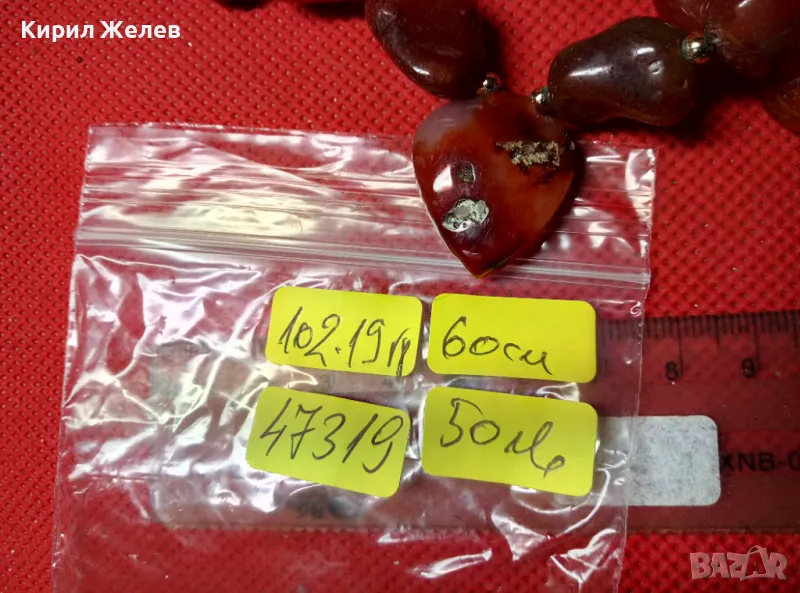 Кирил Желев
102.19гр
60см
8 9
47319
50лв
XNB-0
BAZAR